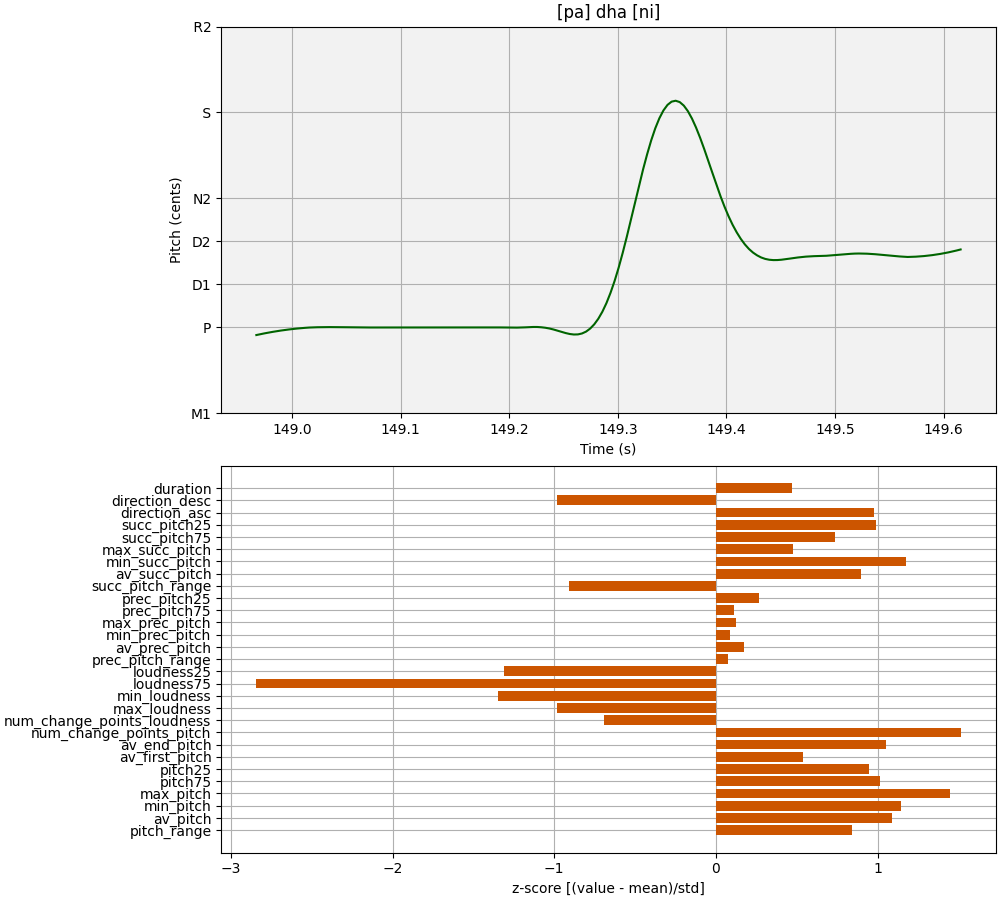 [pa] dha [ni]
R2
S
N2
D2
D1
P
M1
Pitch (cents)
149.0 149.1 149.2 149.3 149.4 149.5 149.6
Time (s)
duration
direction_desc
direction_asc
succ_pitch25
succ_pitch75
max_succ_pitch
min_succ_pitch
av_succ_pitch
succ_pitch_range
prec_pitch25
prec_pitch75
max_prec_pitch
min_prec_pitch
av_prec_pitch
prec_pitch_range
loudness25
loudness75
min_loudness
max_loudness
num_change_points_loudness
num_change_points_pitch
av_end_pitch
av_first_pitch
pitch25
pitch75
max_pitch
min_pitch
av_pitch
pitch_range
−3 −2 −1 0 1
z-score [(value - mean)/std]